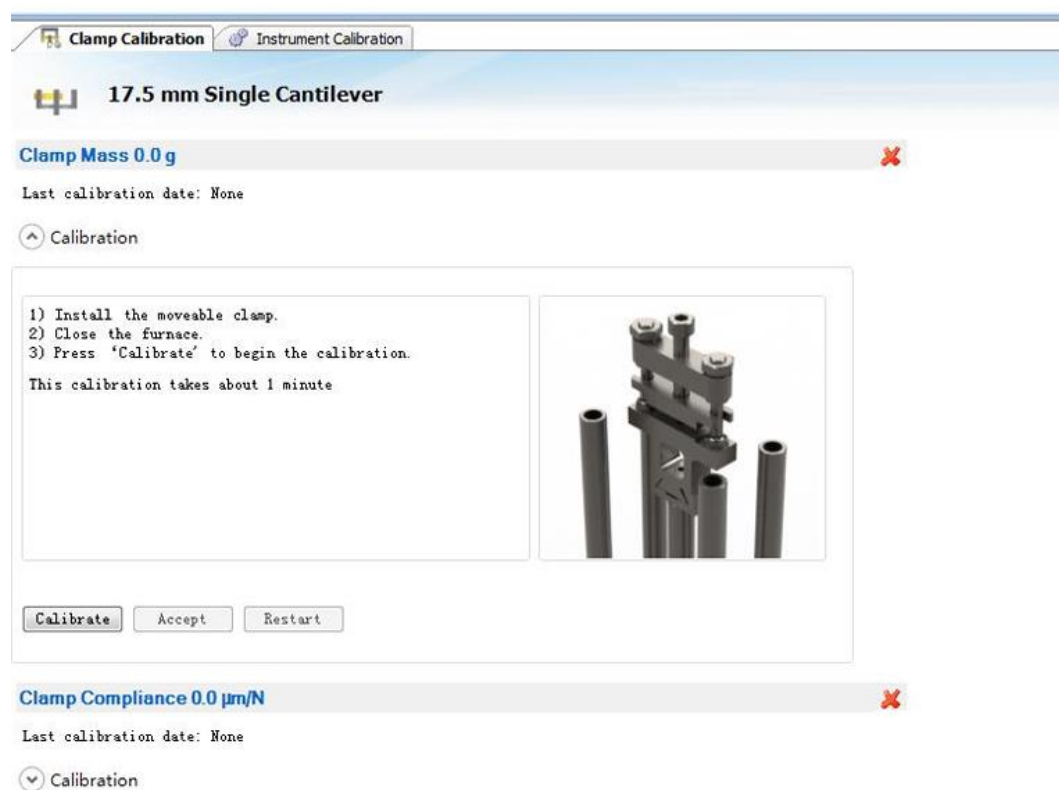 Clamp Calibration Instrument Calibration
17.5 mm Single Cantilever
Clamp Mass 0.0 g
Last calibration date: None
Calibration
1) Install the moveable clamp.
2) Close the furnace.
3) Press ‘Calibrate’ to begin the calibration.
This calibration takes about 1 minute
Calibrate Accept Restart
Clamp Compliance 0.0 µm/N
Last calibration date: None
Calibration